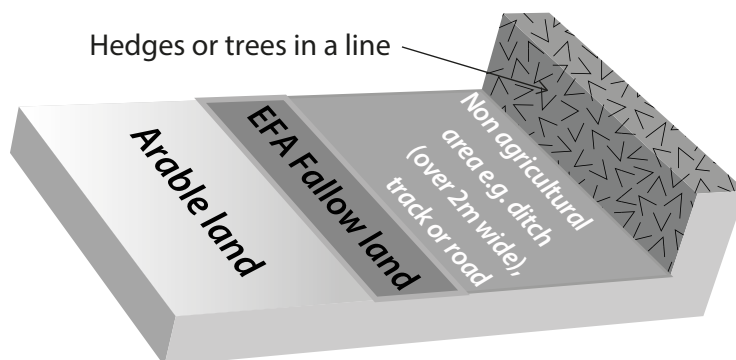 Hedges or trees in a line
Arable land
EFA Fallow land
Non agricultural
area e.g. ditch
(over 2m wide),
track or road